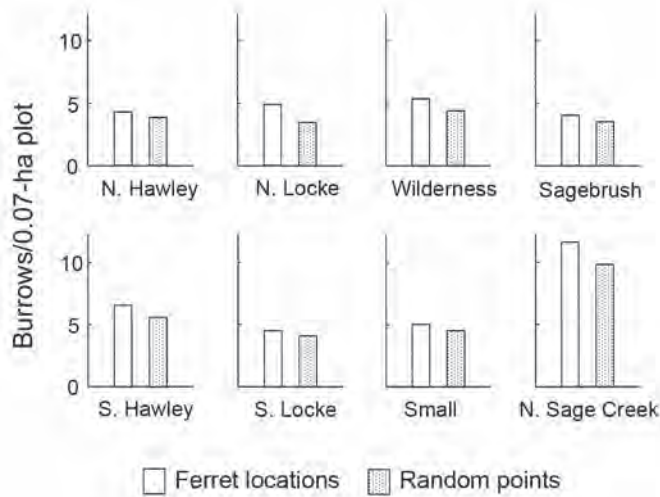 Burrows/0.07-ha plot
10
5
0
N. Hawley
N. Locke
Wilderness
Sagebrush
10
5
0
S. Hawley
S. Locke
Small
N. Sage Creek
Ferret locations
Random points